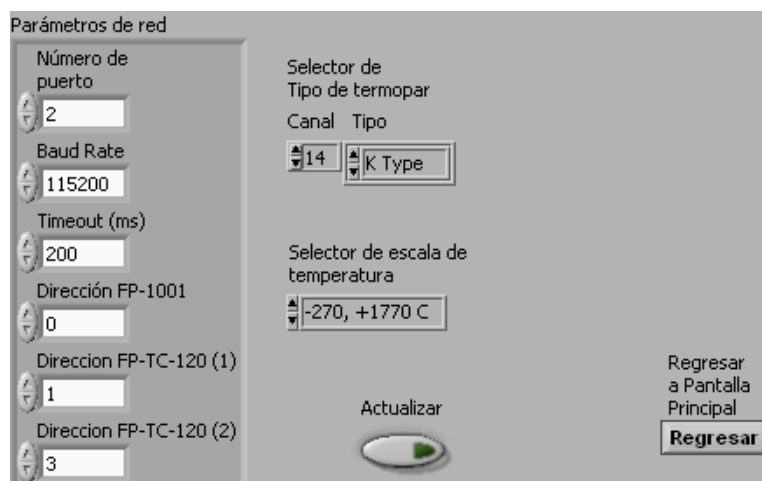 Parámetros de red
Número de
puerto
2
Baud Rate
115200
Timeout (ms)
200
Dirección FP-1001
0
Direccion FP-TC-120 (1)
1
Direccion FP-TC-120 (2)
3
Selector de
Tipo de termopar
Canal Tipo
14 K Type
Selector de escala de
temperatura
-270, +1770 C
Actualizar
Regresar
a Pantalla
Principal
Regresar